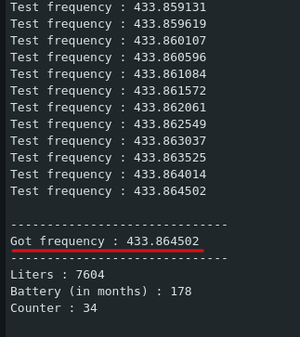 Test frequency : 433.859131
Test frequency : 433.859619
Test frequency : 433.860107
Test frequency : 433.860596
Test frequency : 433.861084
Test frequency : 433.861572
Test frequency : 433.862061
Test frequency : 433.862549
Test frequency : 433.863037
Test frequency : 433.863525
Test frequency : 433.864014
Test frequency : 433.864502
------------------------------
Got frequency : 433.864502
------------------------------
Liters : 7604
Battery (in months) : 178
Counter : 34